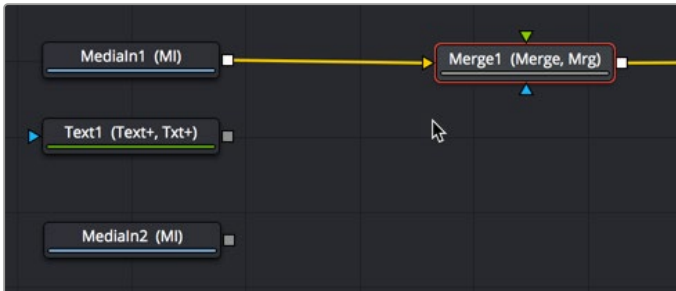 MediaIn1 (MI)
Merge1 (Merge, Mrg)
Text1 (Text+, Txt+)
MediaIn2 (MI)